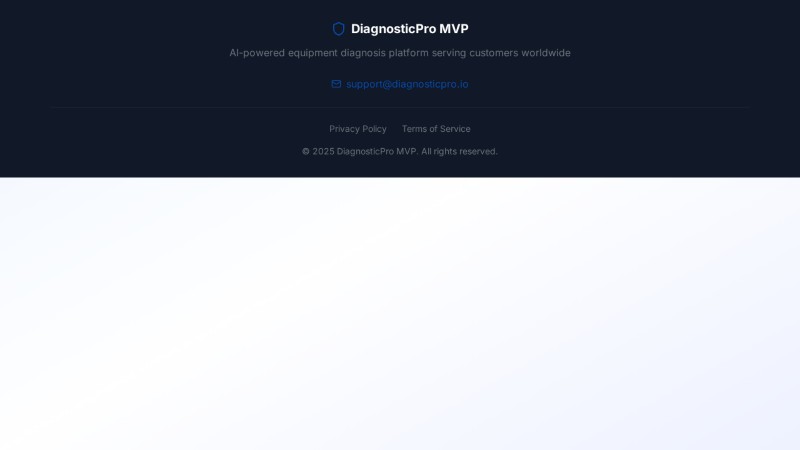 DiagnosticPro MVP
AI-powered equipment diagnosis platform serving customers worldwide
support@diagnosticpro.io
Privacy Policy Terms of Service
© 2025 DiagnosticPro MVP. All rights reserved.